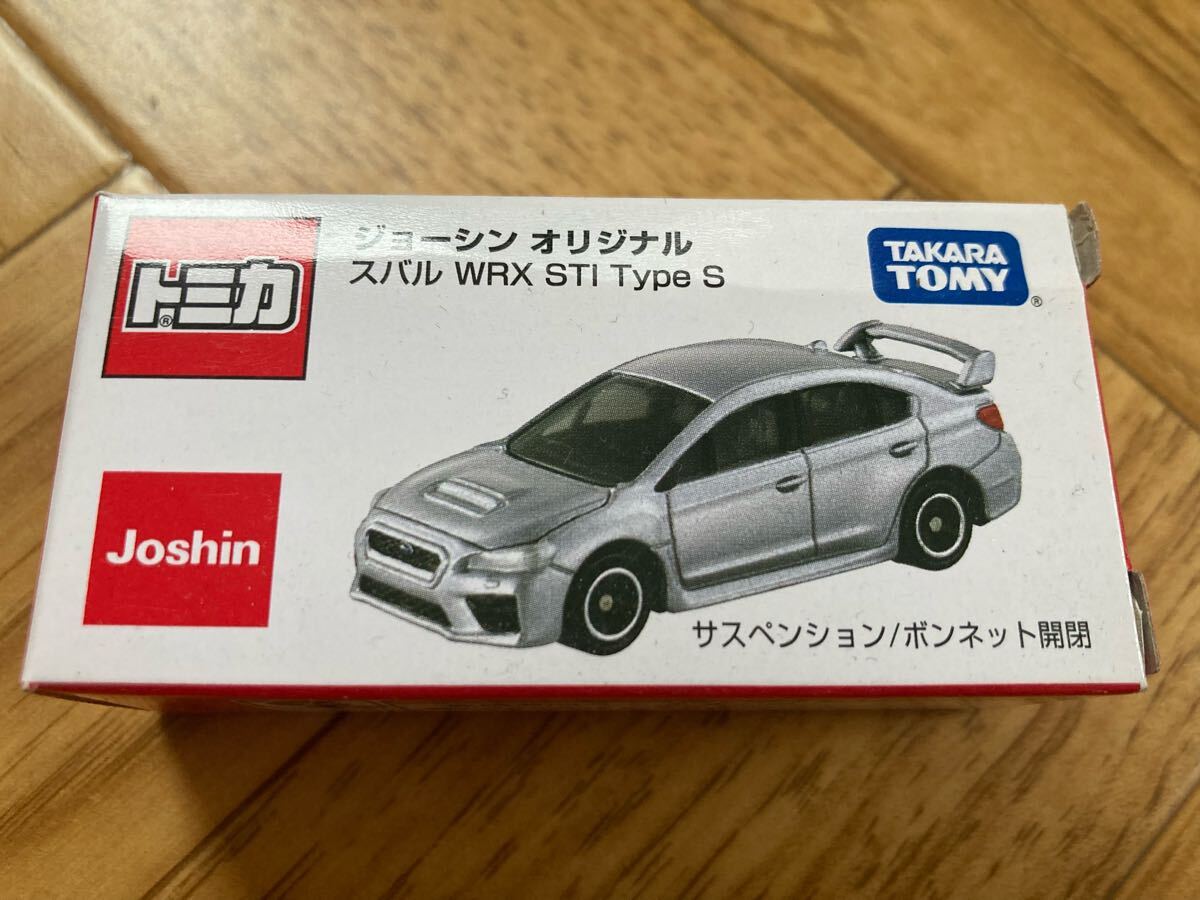 トミカ®
ジョーシン オリジナル
スバル WRX STI Type S
TAKARA
TOMY®
Joshin
サスペンション/ボンネット開閉